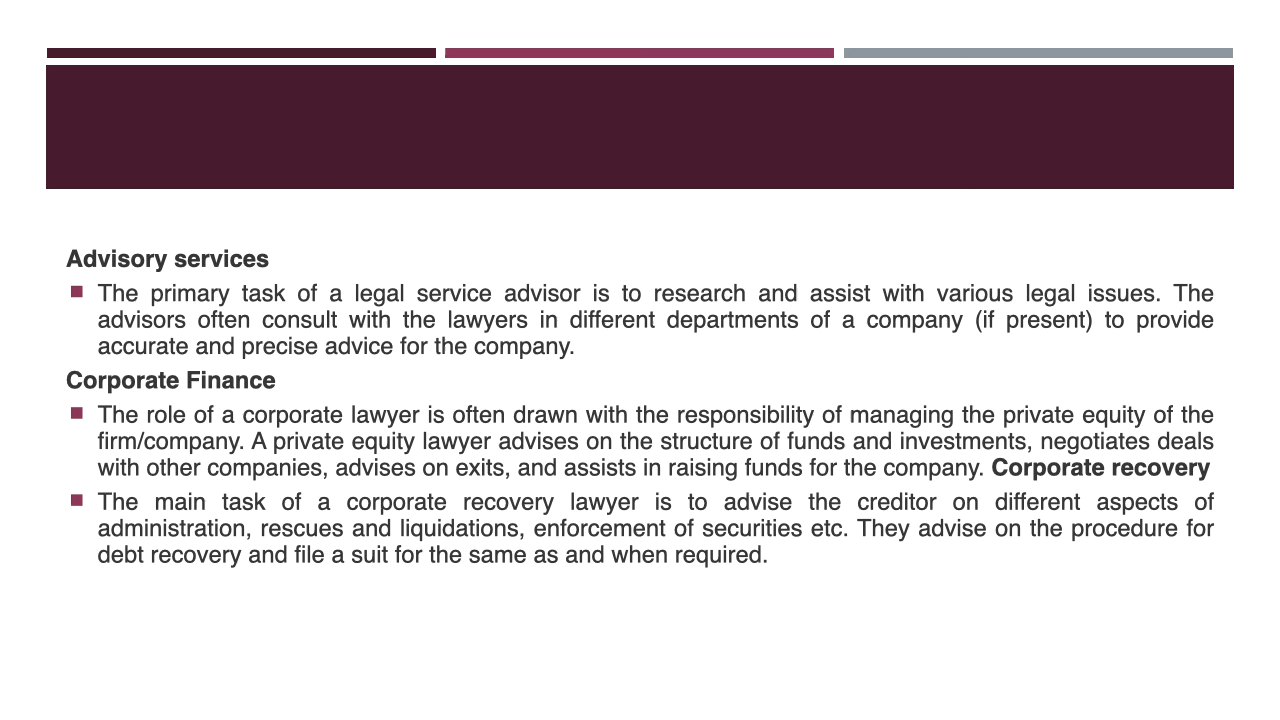 Advisory services
The primary task of a legal service advisor is to research and assist with various legal issues. The
advisors often consult with the lawyers in different departments of a company (if present) to provide
accurate and precise advice for the company.
Corporate Finance
The role of a corporate lawyer is often drawn with the responsibility of managing the private equity of the
firm/company. A private equity lawyer advises on the structure of funds and investments, negotiates deals
with other companies, advises on exits, and assists in raising funds for the company. Corporate recovery
The main task of a corporate recovery lawyer is to advise the creditor on different aspects of
administration, rescues and liquidations, enforcement of securities etc. They advise on the procedure for
debt recovery and file a suit for the same as and when required.